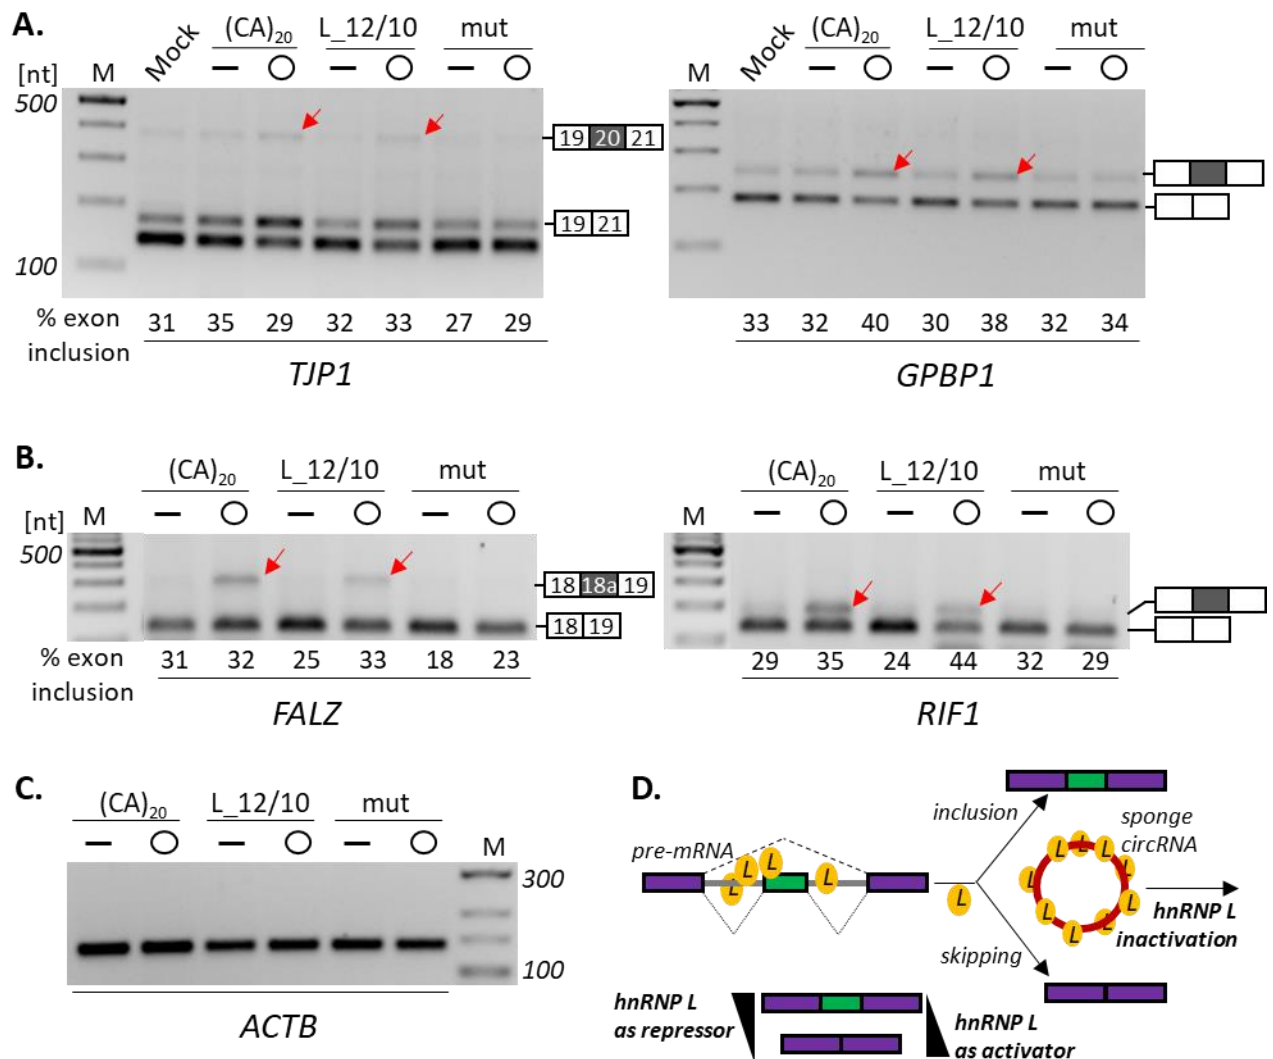 A.
Mock (CA)20 L_12/10 mut
[nt] M
500
100
19 20 21
19 21
% exon inclusion
31 35 29 32 33 27 29
TJP1
Mock (CA)20 L_12/10 mut
M
33 32 40 30 38 32 34
GPBP1
B.
(CA)20 L_12/10 mut
[nt] M
500
18 18a 19
18 19
% exon inclusion
31 32 25 33 18 23
FALZ
(CA)20 L_12/10 mut
M
29 35 24 44 32 29
RIF1
C.
(CA)20 L_12/10 mut
M
300
100
ACTB
D.
pre-mRNA
L L L L
L
inclusion
skipping
sponge
circRNA
L L L L L L L L L L
hnRNP L
inactivation
hnRNP L
as repressor
hnRNP L
as activator